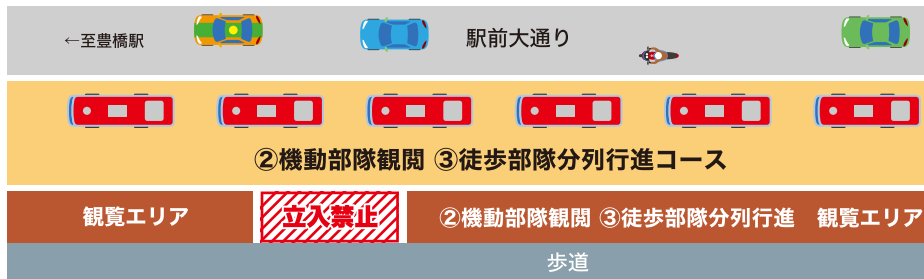 ←至豊橋駅
駅前大通り
②機動部隊観閲 ③徒歩部隊分列行進コース
観覧エリア
立入禁止
②機動部隊観閲 ③徒歩部隊分列行進 観覧エリア
歩道